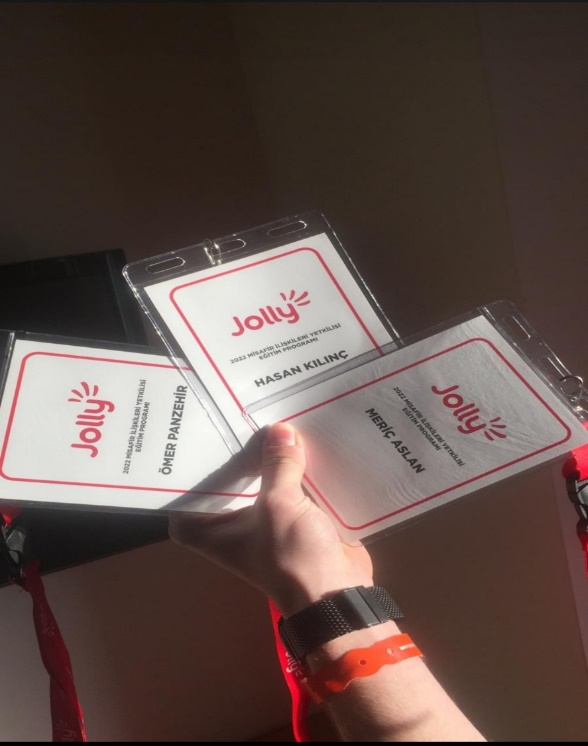 Jolly
2022 MİSAFİR İLİŞKİLERİ YETKİLİSİ
EĞİTİM PROGRAMI
ÖMER PANZEHİR
Jolly
2022 MİSAFİR İLİŞKİLERİ YETKİLİSİ
EĞİTİM PROGRAMI
HASAN KILINÇ
Jolly
2022 MİSAFİR İLİŞKİLERİ YETKİLİSİ
EĞİTİM PROGRAMI
MERİÇ ASLAN